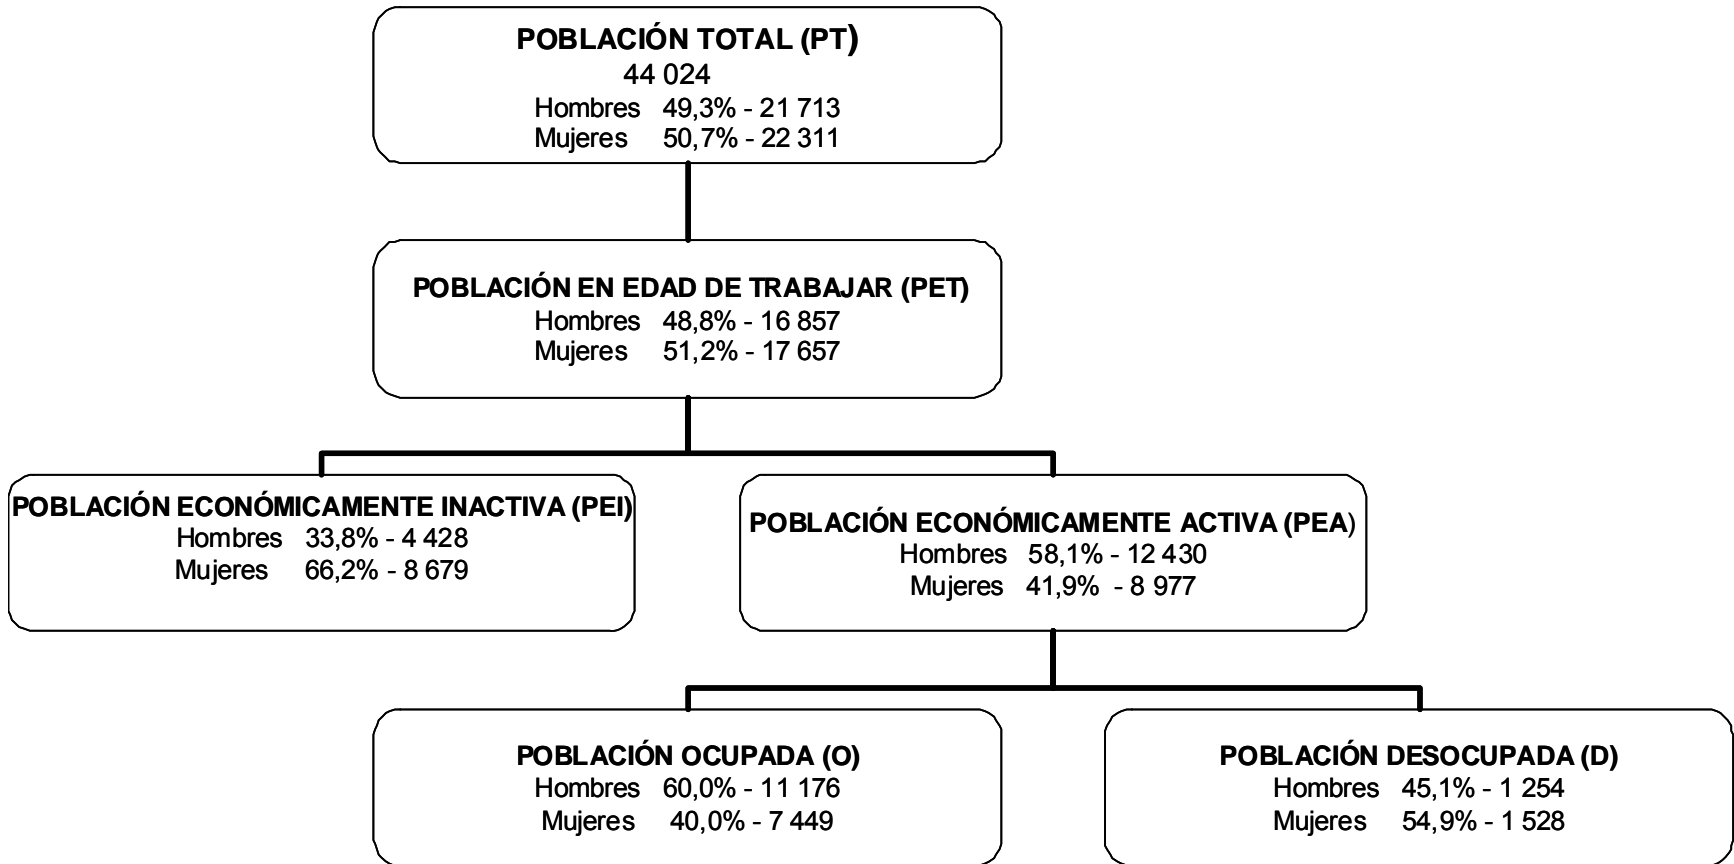 POBLACIÓN TOTAL (PT)
44 024
Hombres 49,3% - 21 713
Mujeres 50,7% - 22 311
POBLACIÓN EN EDAD DE TRABAJAR (PET)
Hombres 48,8% - 16 857
Mujeres 51,2% - 17 657
POBLACIÓN ECONÓMICAMENTE INACTIVA (PEI)
Hombres 33,8% - 4 428
Mujeres 66,2% - 8 679
POBLACIÓN ECONÓMICAMENTE ACTIVA (PEA)
Hombres 58,1% - 12 430
Mujeres 41,9% - 8 977
POBLACIÓN OCUPADA (O)
Hombres 60,0% - 11 176
Mujeres 40,0% - 7 449
POBLACIÓN DESOCUPADA (D)
Hombres 45,1% - 1 254
Mujeres 54,9% - 1 528